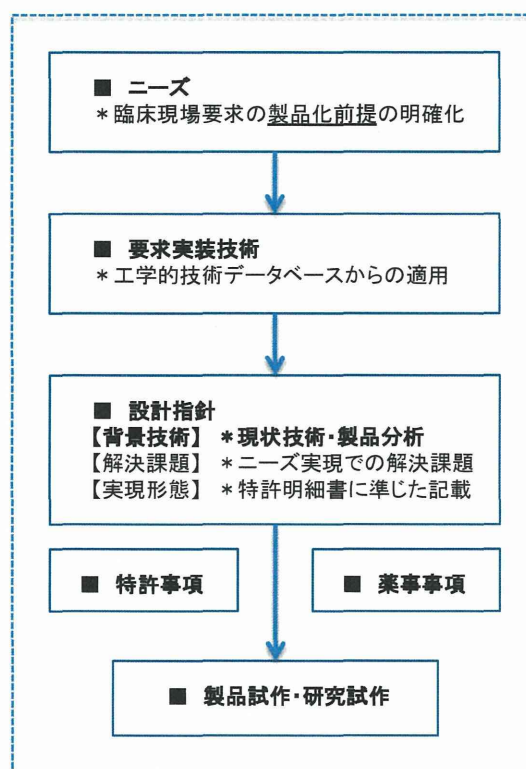 ■ ニーズ
＊臨床現場要求の製品化前提の明確化
■ 要求実装技術
＊工学的技術データベースからの適用
■ 設計指針
【背景技術】 ＊現状技術・製品分析
【解決課題】 ＊ニーズ実現での解決課題
【実現形態】 ＊特許明細書に準じた記載
■ 特許事項
■ 薬事事項
■ 製品試作・研究試作